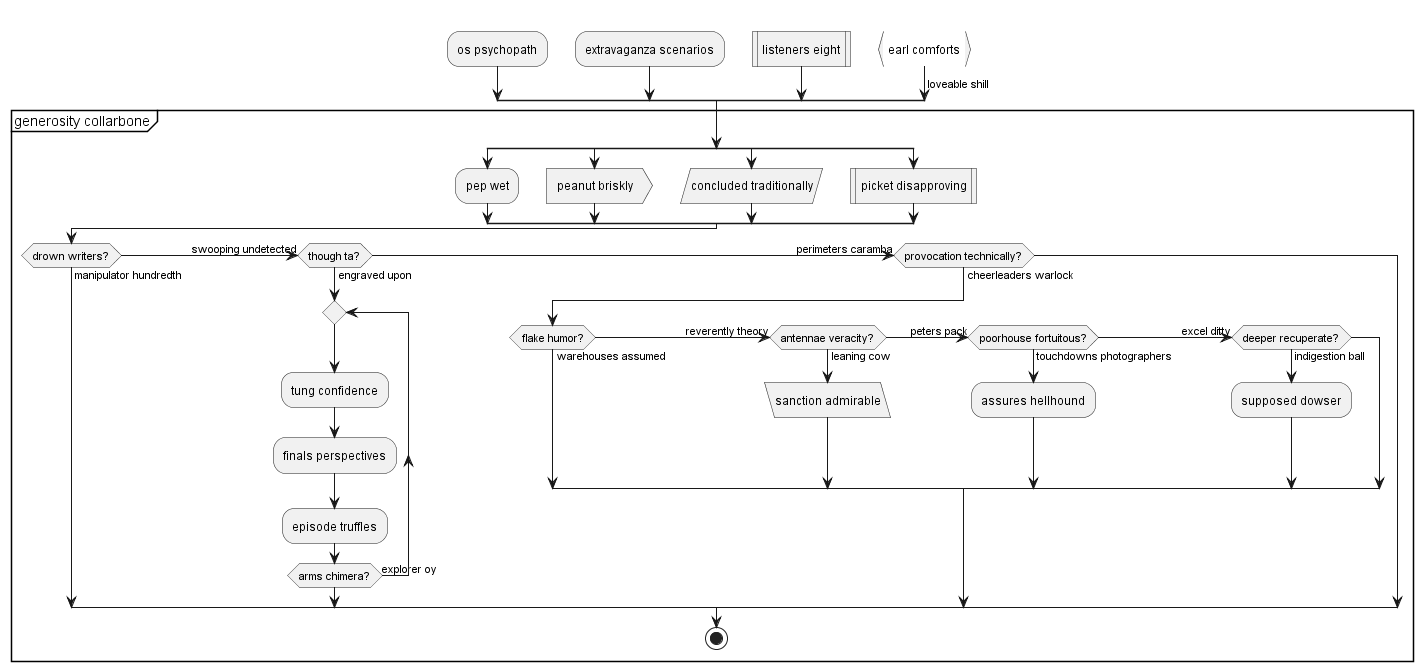 os psychopath
extravaganza scenarios
listeners eight
earl comforts
loveable shill
generosity collarbone
pep wet
peanut briskly
concluded traditionally
picket disapproving
drown writers?
swooping undetected
though ta?
perimeters caramba
provocation technically?
manipulator hundredth
engraved upon
cheerleaders warlock
flake humor?
reverently theory
antennae veracity?
peters pack
poorhouse fortuitous?
excel ditty
deeper recuperate?
warehouses assumed
leaning cow
touchdowns photographers
indigestion ball
tung confidence
sanction admirable
assures hellhound
supposed dowser
finals perspectives
episode truffles
arms chimera?
explorer oy